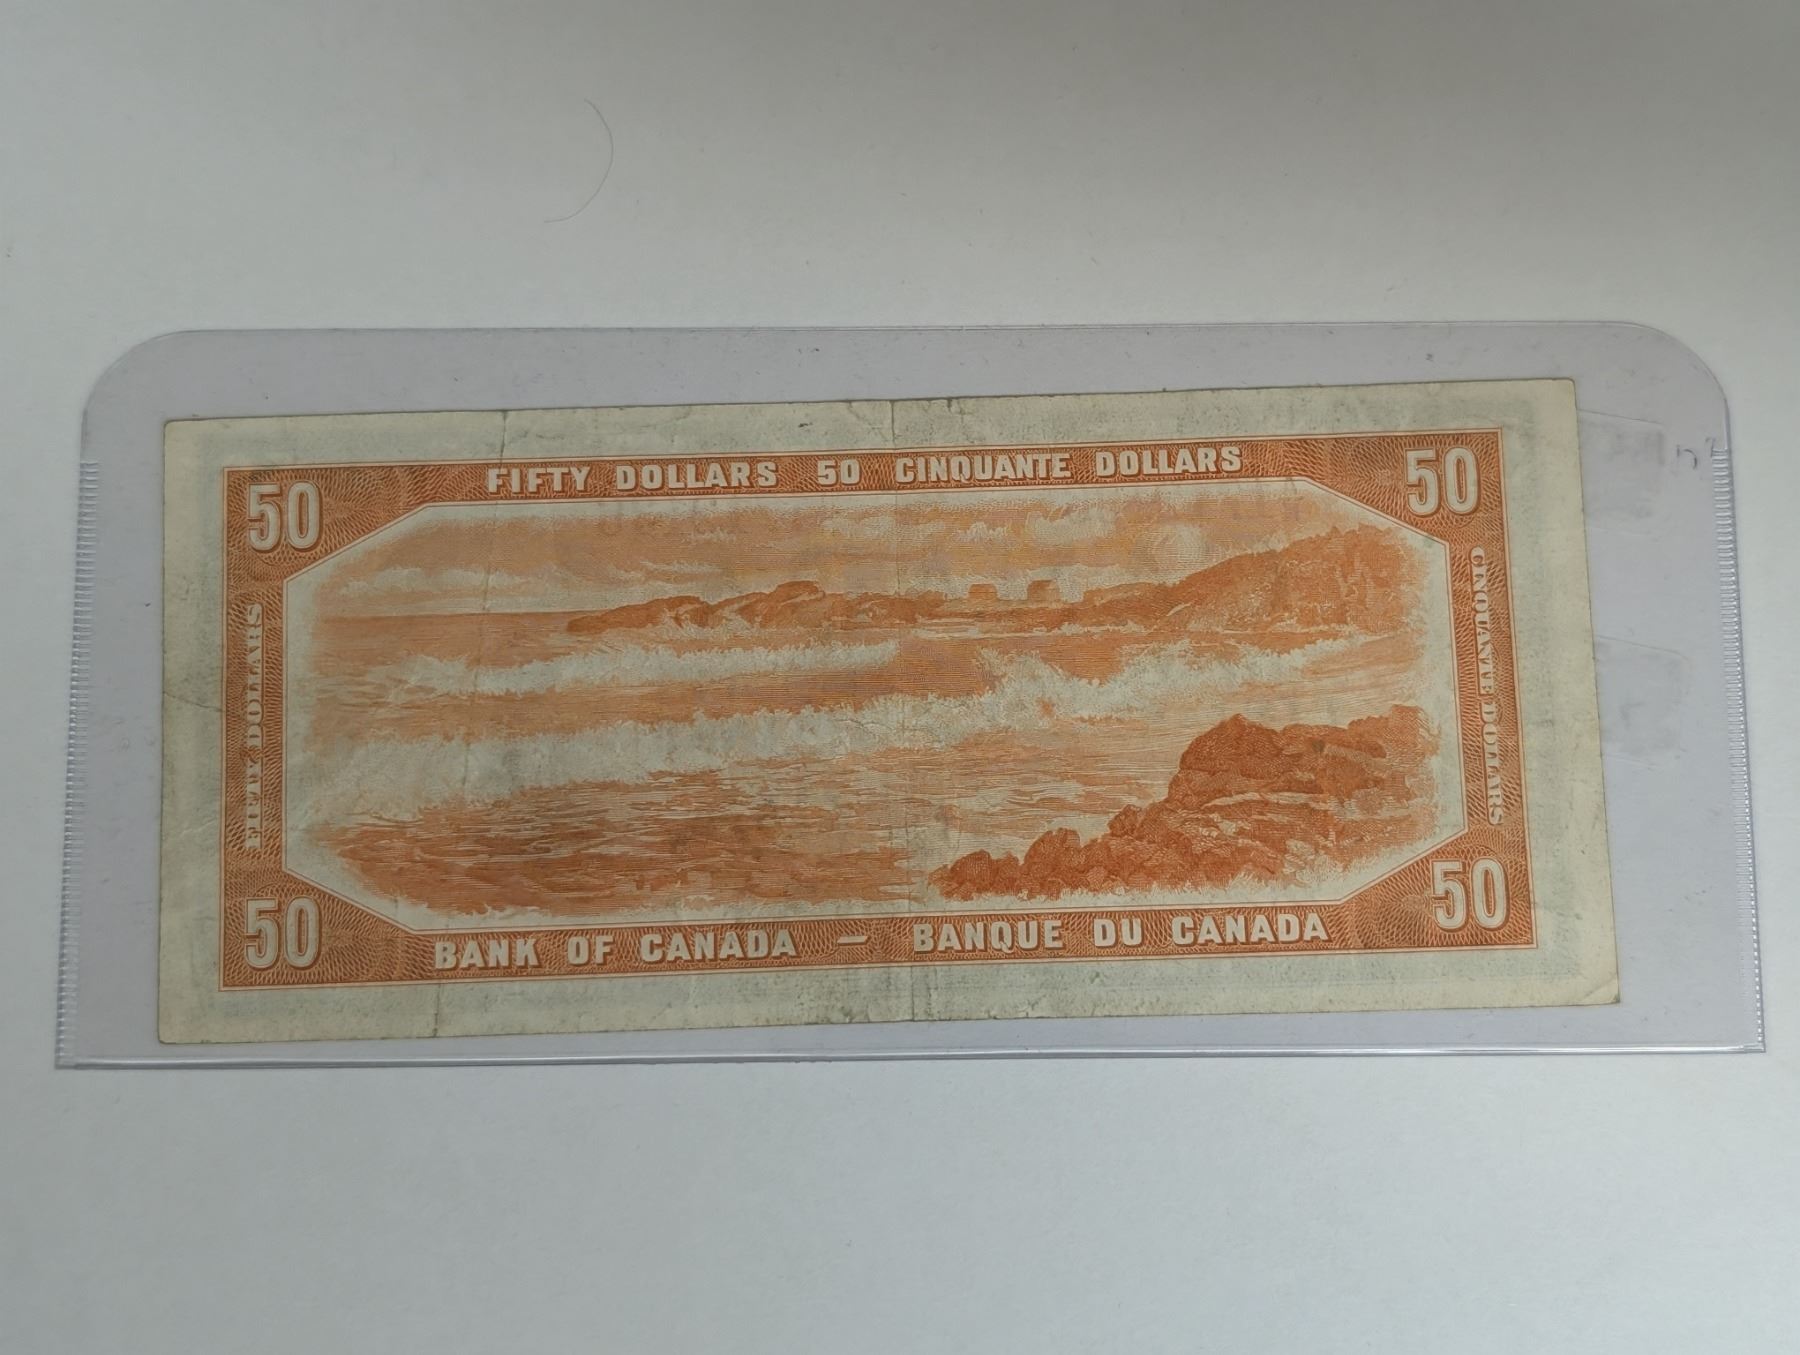 FIFTY DOLLARS 50 CINQUANTE DOLLARS
50
50
FIFTY DOLLARS
CINQUANTE DOLLARS
50
50
BANK OF CANADA — BANQUE DU CANADA